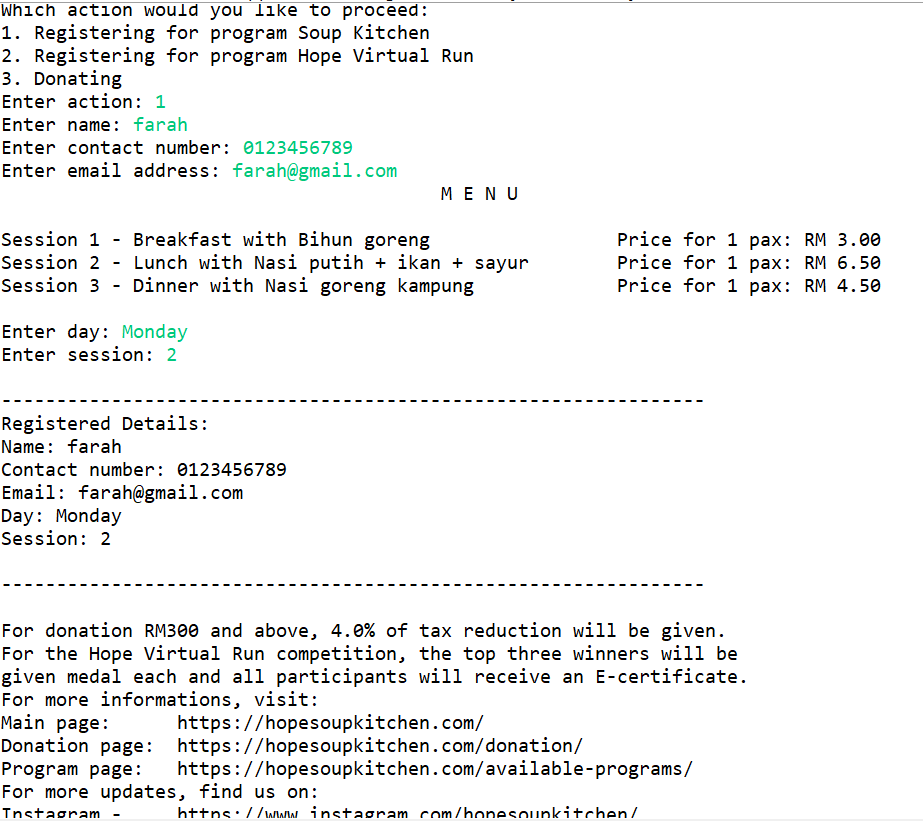 Which action would you like to proceed:
1. Registering for program Soup Kitchen
2. Registering for program Hope Virtual Run
3. Donating
Enter action: 1
Enter name: farah
Enter contact number: 0123456789
Enter email address: farah@gmail.com
M E N U
Session 1 - Breakfast with Bihun goreng Price for 1 pax: RM 3.00
Session 2 - Lunch with Nasi putih + ikan + sayur Price for 1 pax: RM 6.50
Session 3 - Dinner with Nasi goreng kampung Price for 1 pax: RM 4.50
Enter day: Monday
Enter session: 2
----------------------------------------------------------------
Registered Details:
Name: farah
Contact number: 0123456789
Email: farah@gmail.com
Day: Monday
Session: 2
----------------------------------------------------------------
For donation RM300 and above, 4.0% of tax reduction will be given.
For the Hope Virtual Run competition, the top three winners will be
given medal each and all participants will receive an E-certificate.
For more informations, visit:
Main page: https://hopesoupkitchen.com/
Donation page: https://hopesoupkitchen.com/donation/
Program page: https://hopesoupkitchen.com/available-programs/
For more updates, find us on:
Instagram - https://www.instagram.com/hopesoupkitchen/